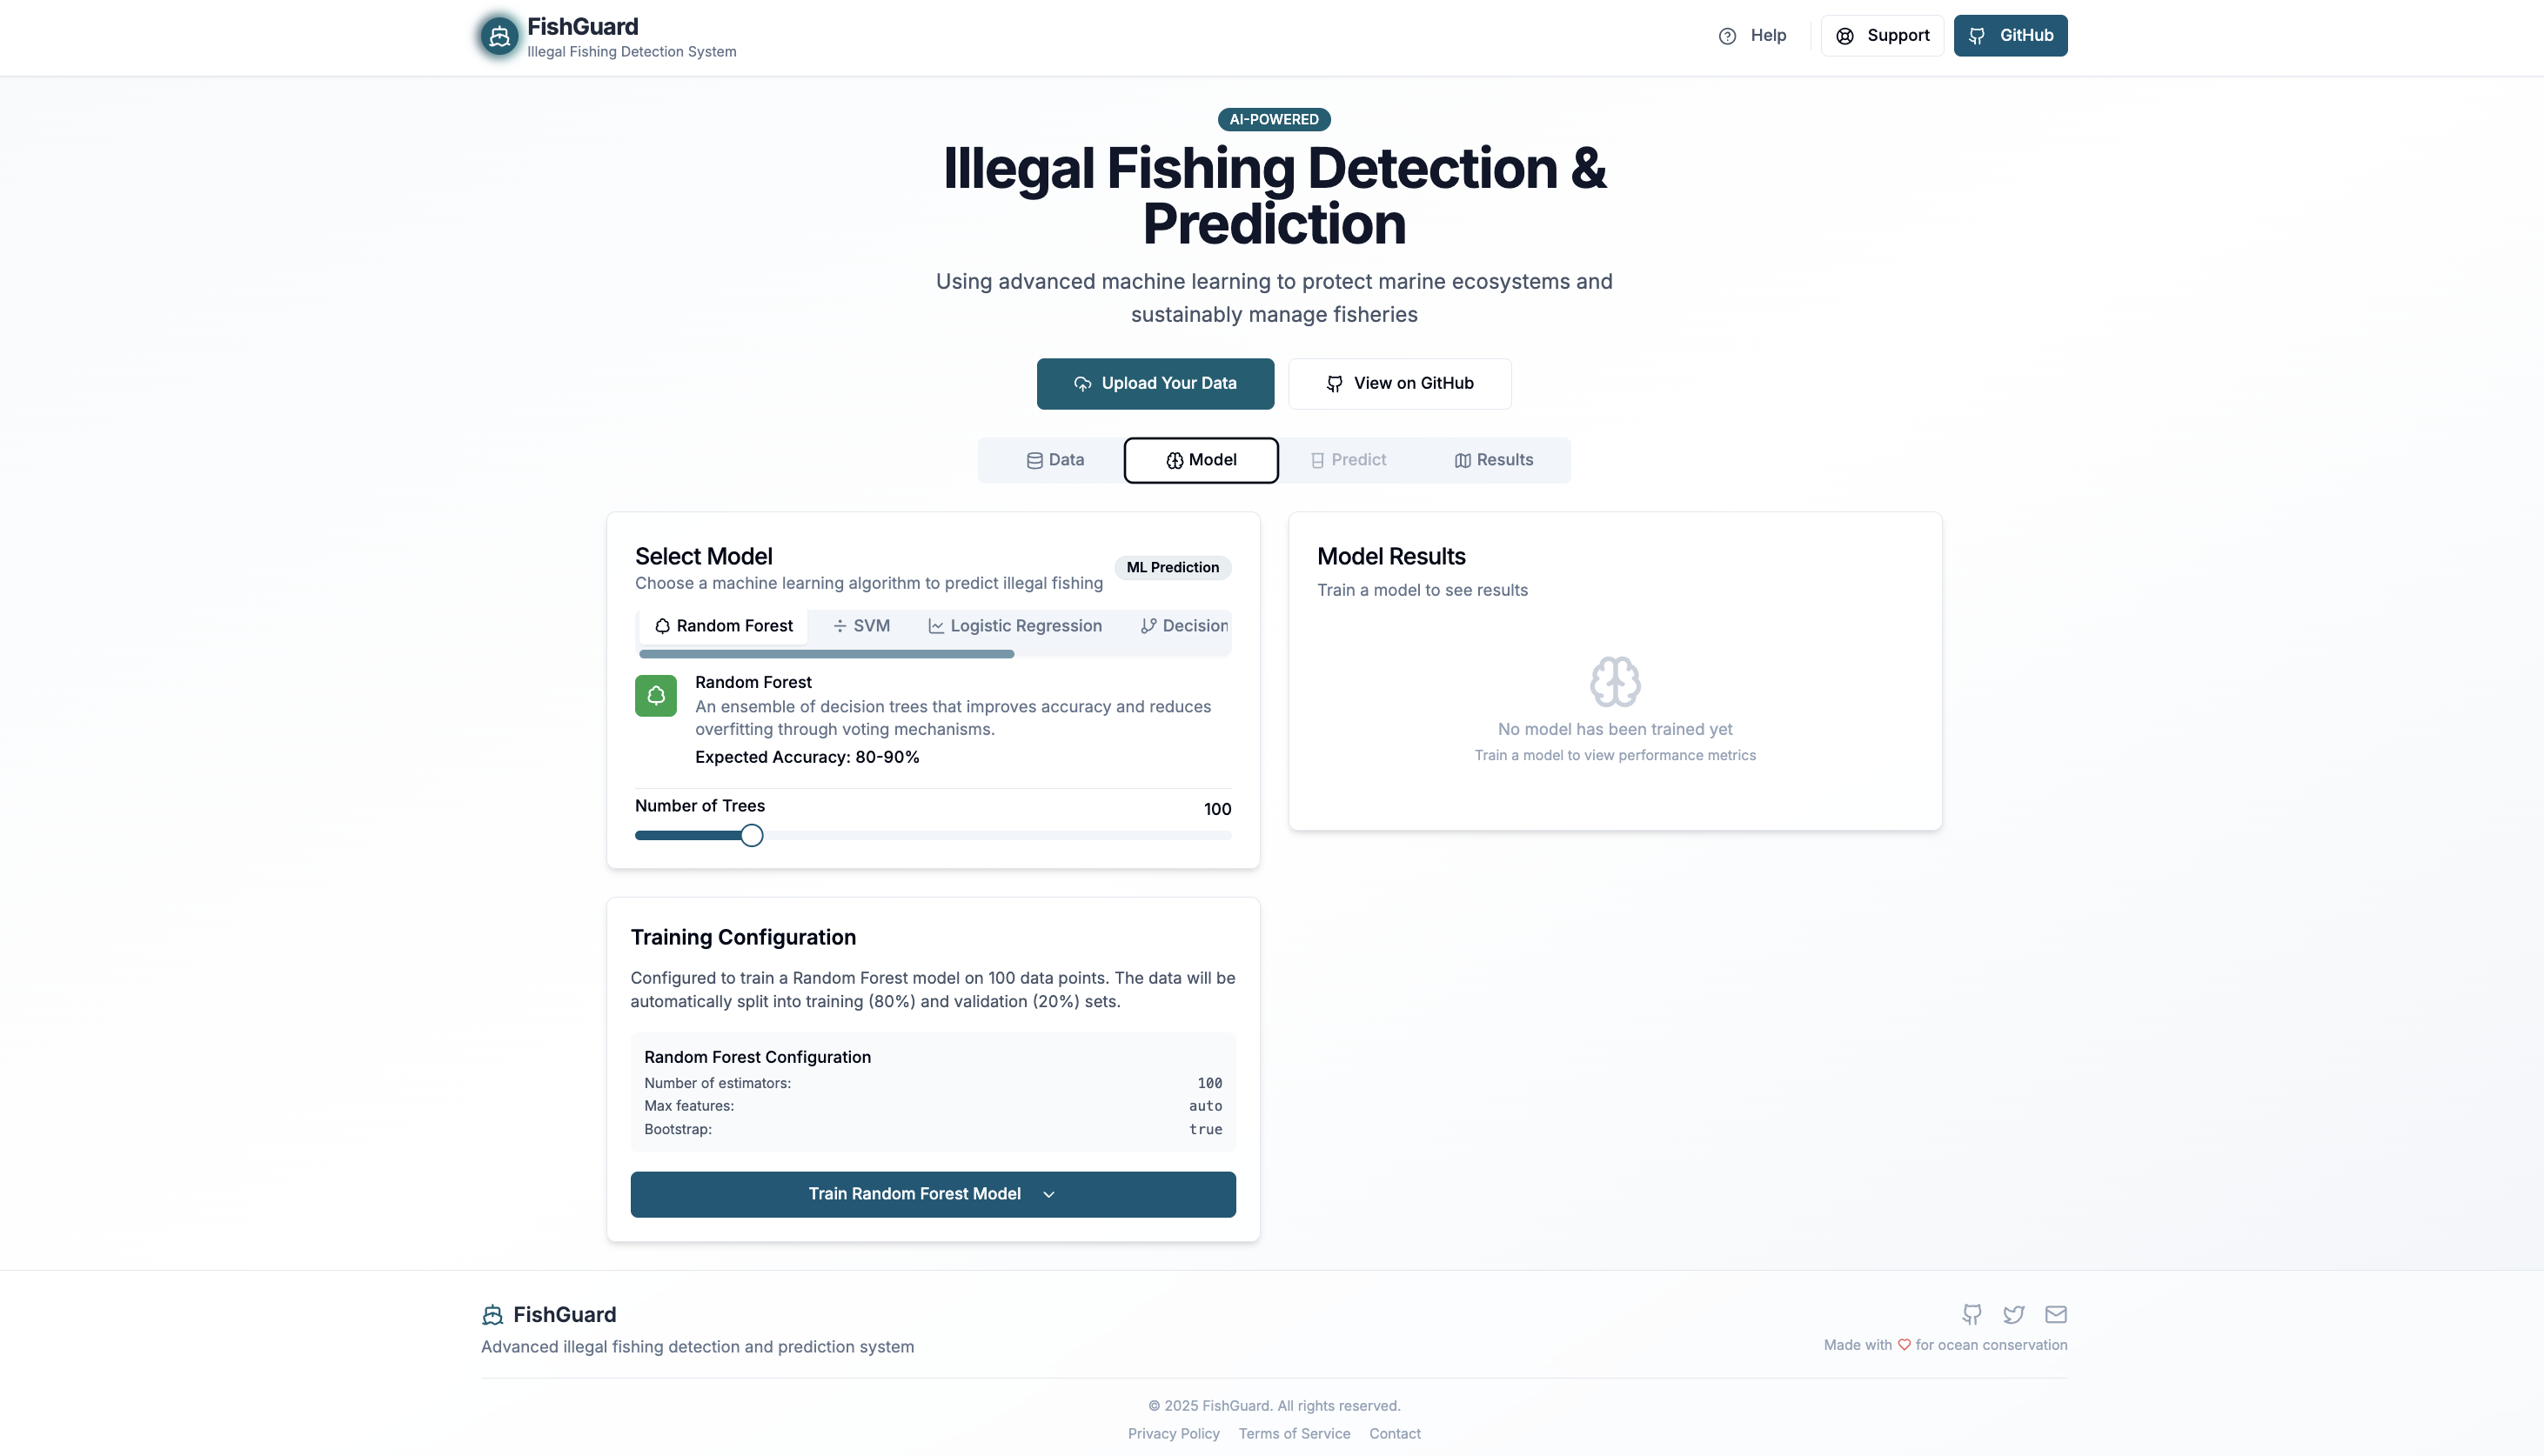 FishGuard
Illegal Fishing Detection System
Help
Support
GitHub
AI-POWERED
Illegal Fishing Detection &
Prediction
Using advanced machine learning to protect marine ecosystems and
sustainably manage fisheries
Upload Your Data
View on GitHub
Data
Model
Predict
Results
Select Model
Choose a machine learning algorithm to predict illegal fishing
ML Prediction
Random Forest
SVM
Logistic Regression
Decision
Random Forest
An ensemble of decision trees that improves accuracy and reduces
overfitting through voting mechanisms.
Expected Accuracy: 80-90%
Number of Trees
100
Model Results
Train a model to see results
No model has been trained yet
Train a model to view performance metrics
Training Configuration
Configured to train a Random Forest model on 100 data points. The data will be
automatically split into training (80%) and validation (20%) sets.
Random Forest Configuration
Number of estimators: 100
Max features: auto
Bootstrap: true
Train Random Forest Model
FishGuard
Advanced illegal fishing detection and prediction system
Made with ♡ for ocean conservation
© 2025 FishGuard. All rights reserved.
Privacy Policy
Terms of Service
Contact